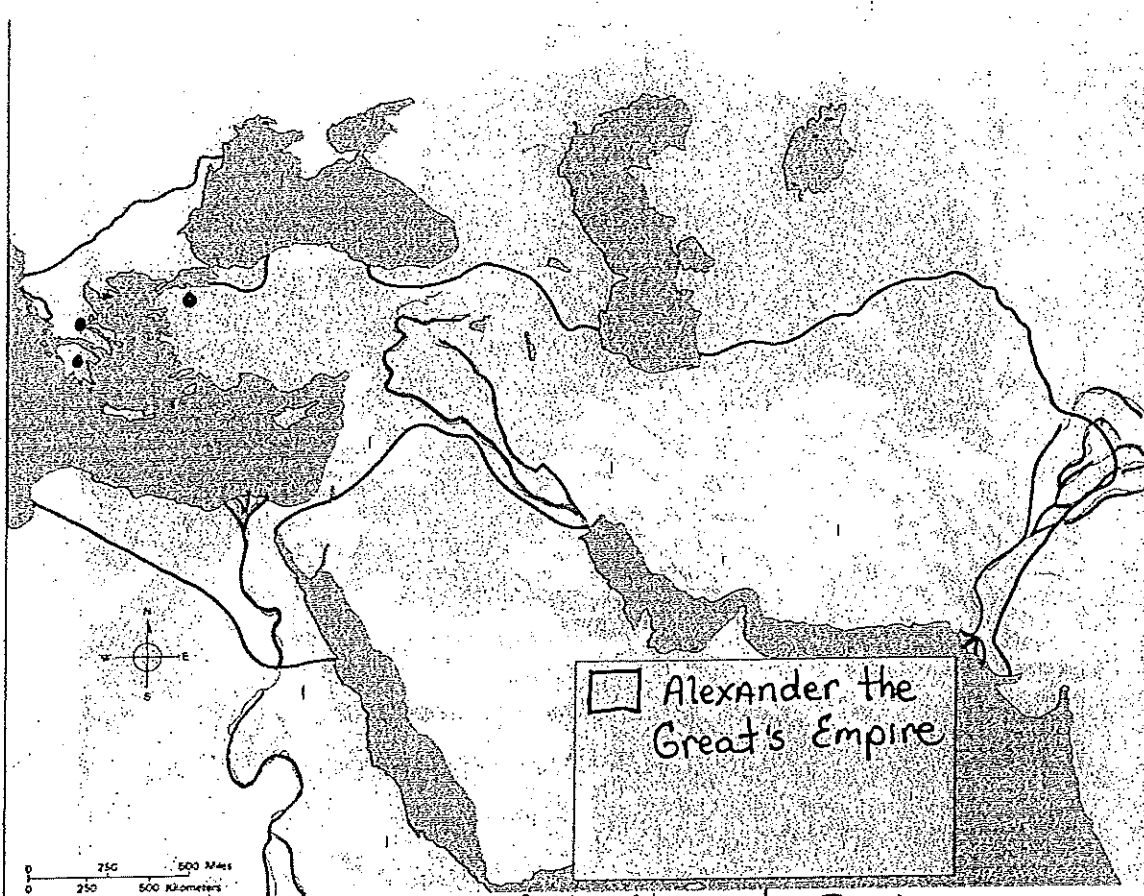 N
W E
S
Alexander the
Great's Empire
0 250 500 Miles
0 250 500 Kilometers